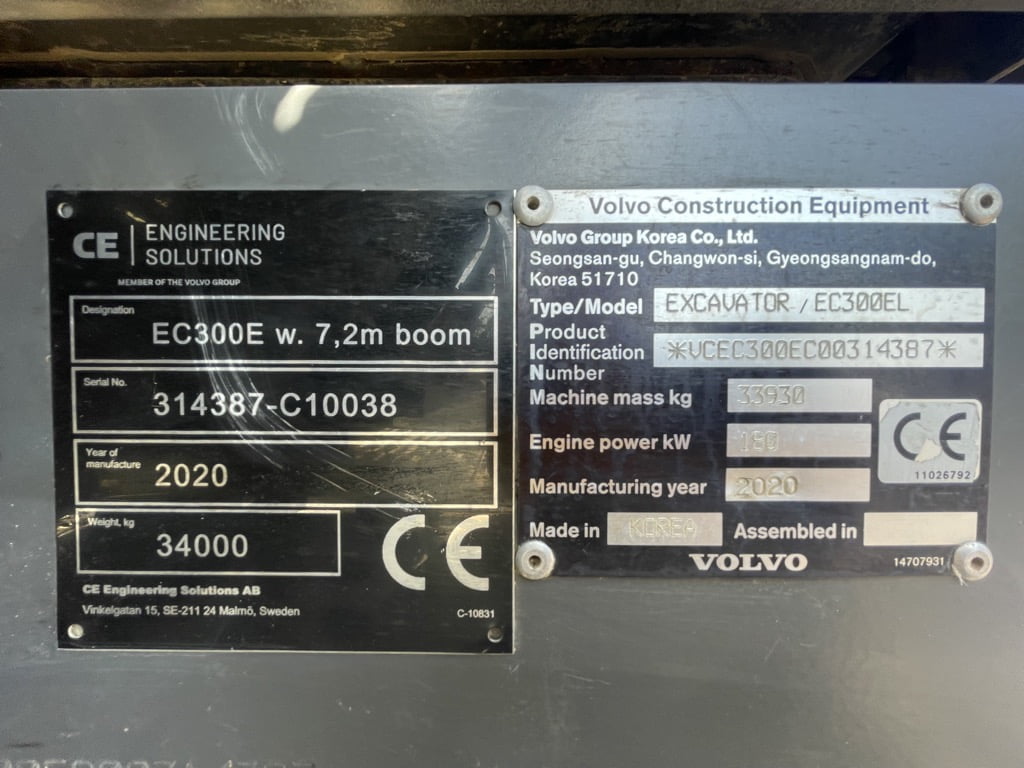 CE
ENGINEERING
SOLUTIONS
MEMBER OF THE VOLVO GROUP
Designation
EC300E w. 7,2m boom
Serial No.
314387-C10038
Year of
manufacture
2020
Weight, kg
34000
CE
CE Engineering Solutions AB
Vinkelgatan 15, SE-211 24 Malmö, Sweden
C-10831
Volvo Construction Equipment
Volvo Group Korea Co., Ltd.
Seongsan-gu, Changwon-si, Gyeongsangnam-do,
Korea 51710
Type/Model EXCAVATOR / EC300EL
Product
Identification *VCEC300EC00314387*
Number
Machine mass kg 33930
Engine power kW 180
CE
11026792
Manufacturing year 2020
Made in KOREA Assembled in
VOLVO
14707931